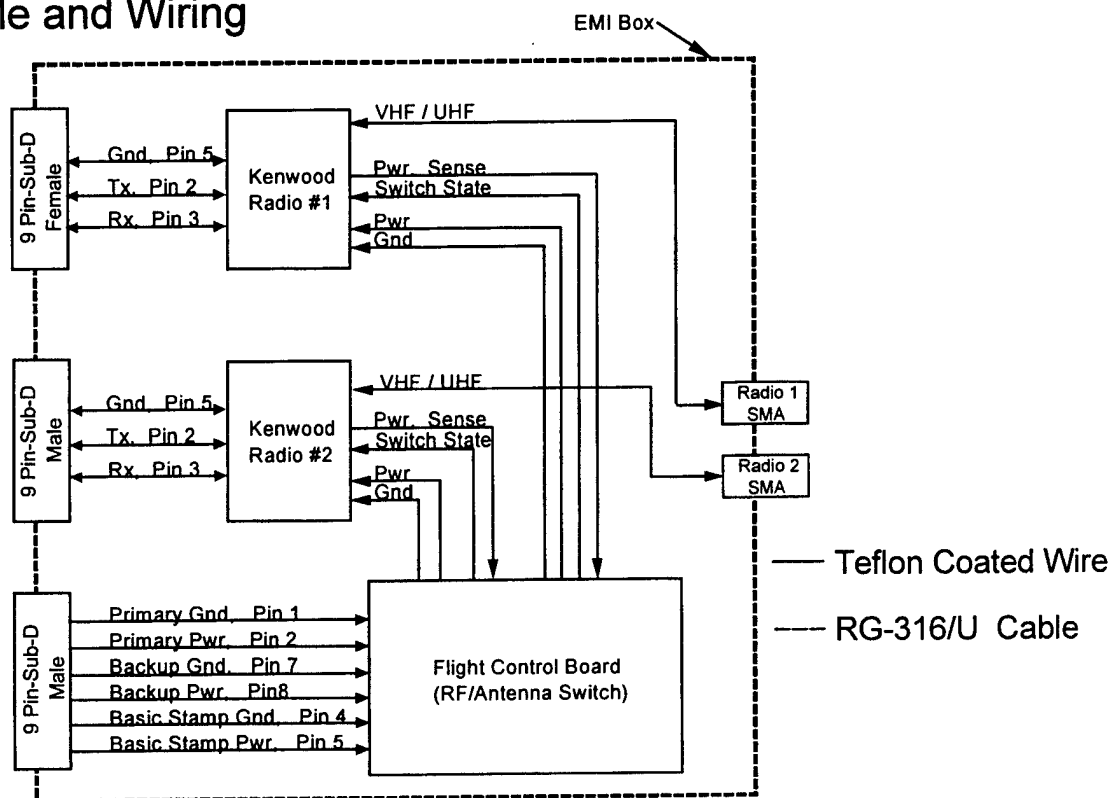 le and Wiring
EMI Box
9 Pin-Sub-D
Female
Gnd, Pin 5
Tx, Pin 2
Rx, Pin 3
Kenwood
Radio #1
VHF / UHF
Pwr. Sense
Switch State
Pwr
Gnd
9 Pin-Sub-D
Male
Gnd, Pin 5
Tx, Pin 2
Rx, Pin 3
Kenwood
Radio #2
VHF / UHF
Pwr. Sense
Switch State
Pwr
Gnd
Radio 1
SMA
Radio 2
SMA
9 Pin-Sub-D
Male
Primary Gnd, Pin 1
Primary Pwr, Pin 2
Backup Gnd, Pin 7
Backup Pwr, Pin8
Basic Stamp Gnd, Pin 4
Basic Stamp Pwr, Pin 5
Flight Control Board
(RF/Antenna Switch)
Teflon Coated Wire
RG-316/U Cable